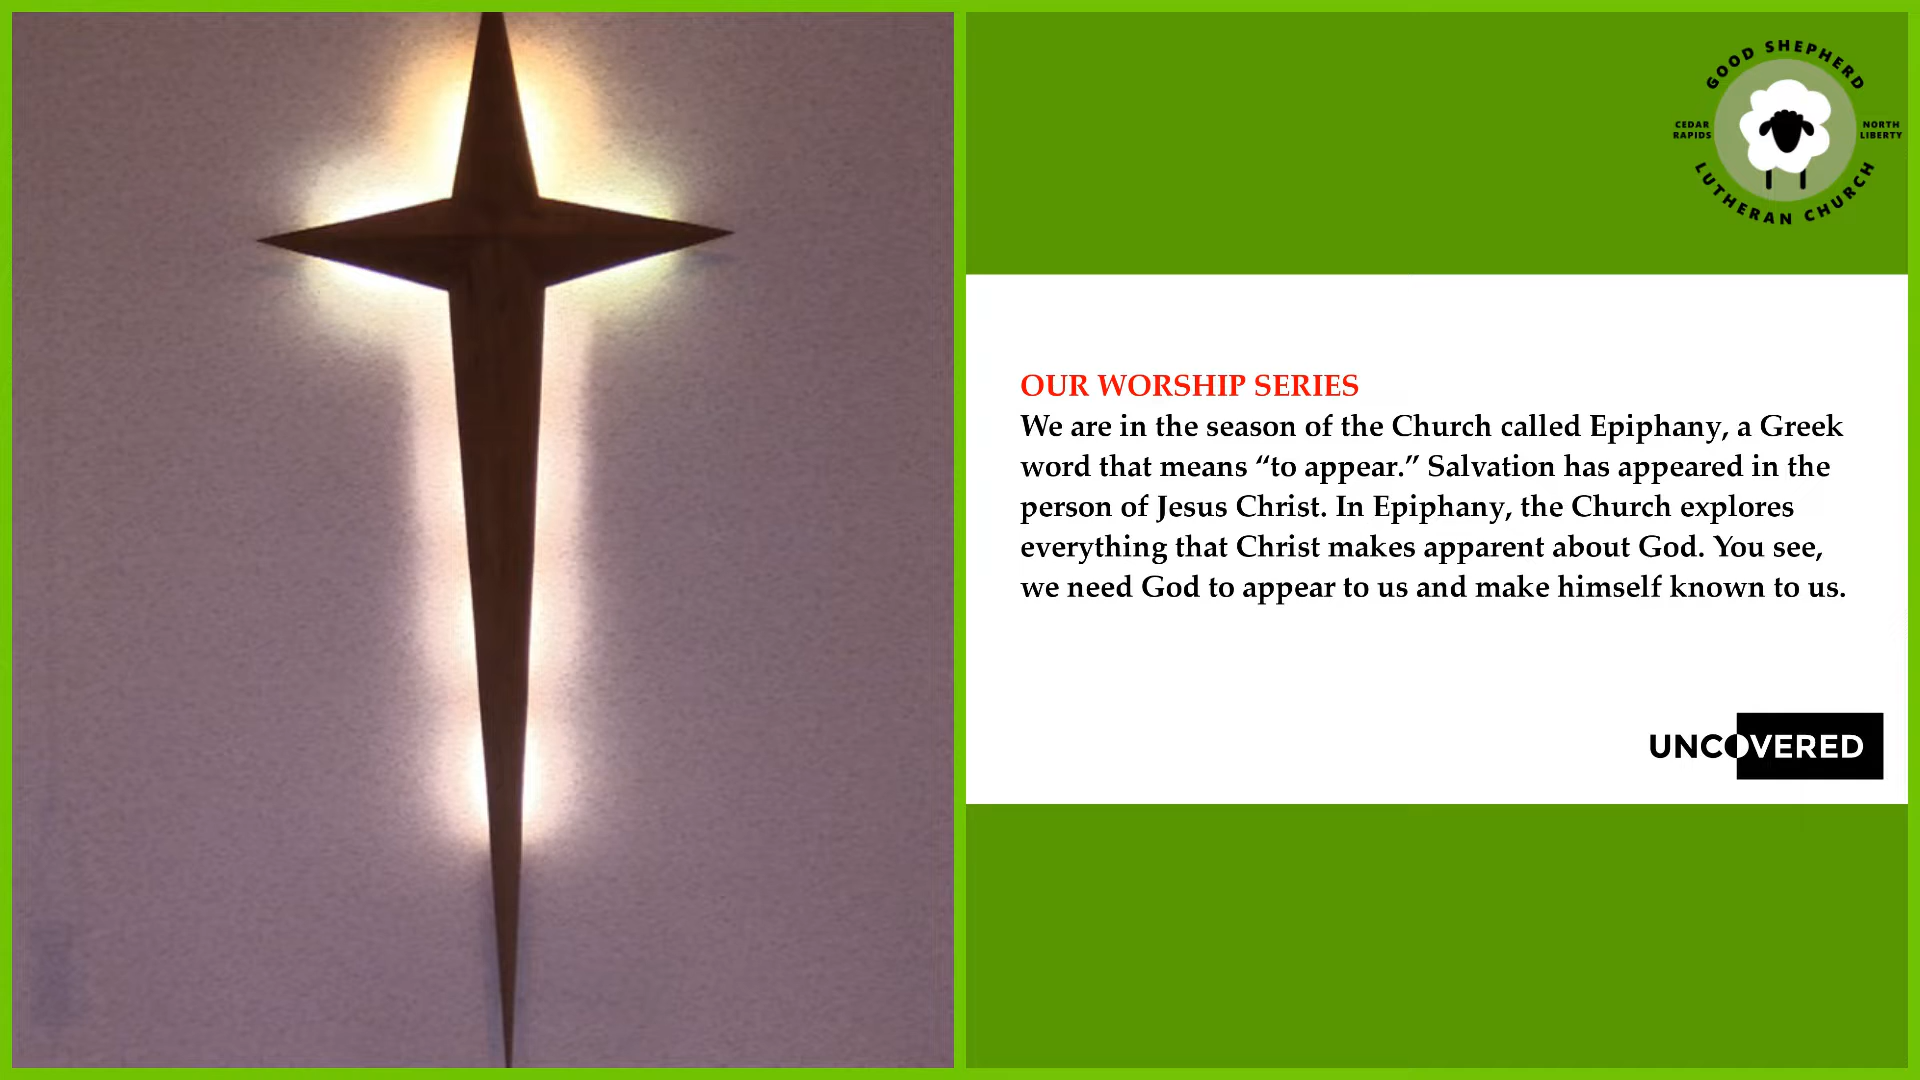 GOOD SHEPHERD
CEDAR RAPIDS
NORTH LIBERTY
LUTHERAN CHURCH
OUR WORSHIP SERIES
We are in the season of the Church called Epiphany, a Greek
word that means “to appear.” Salvation has appeared in the
person of Jesus Christ. In Epiphany, the Church explores
everything that Christ makes apparent about God. You see,
we need God to appear to us and make himself known to us.
UNCOVERED